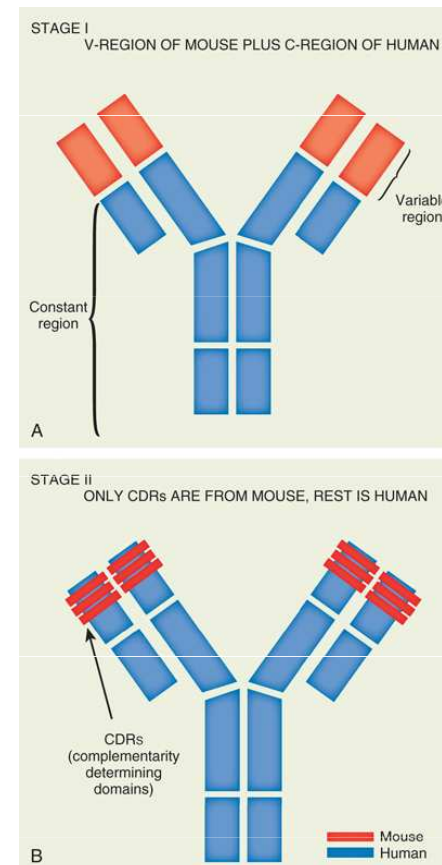 STAGE I
V-REGION OF MOUSE PLUS C-REGION OF HUMAN
Variable
region
Constant
region
A
STAGE ii
ONLY CDRs ARE FROM MOUSE, REST IS HUMAN
CDRs
(complementarity
determining
domains)
Mouse
Human
B